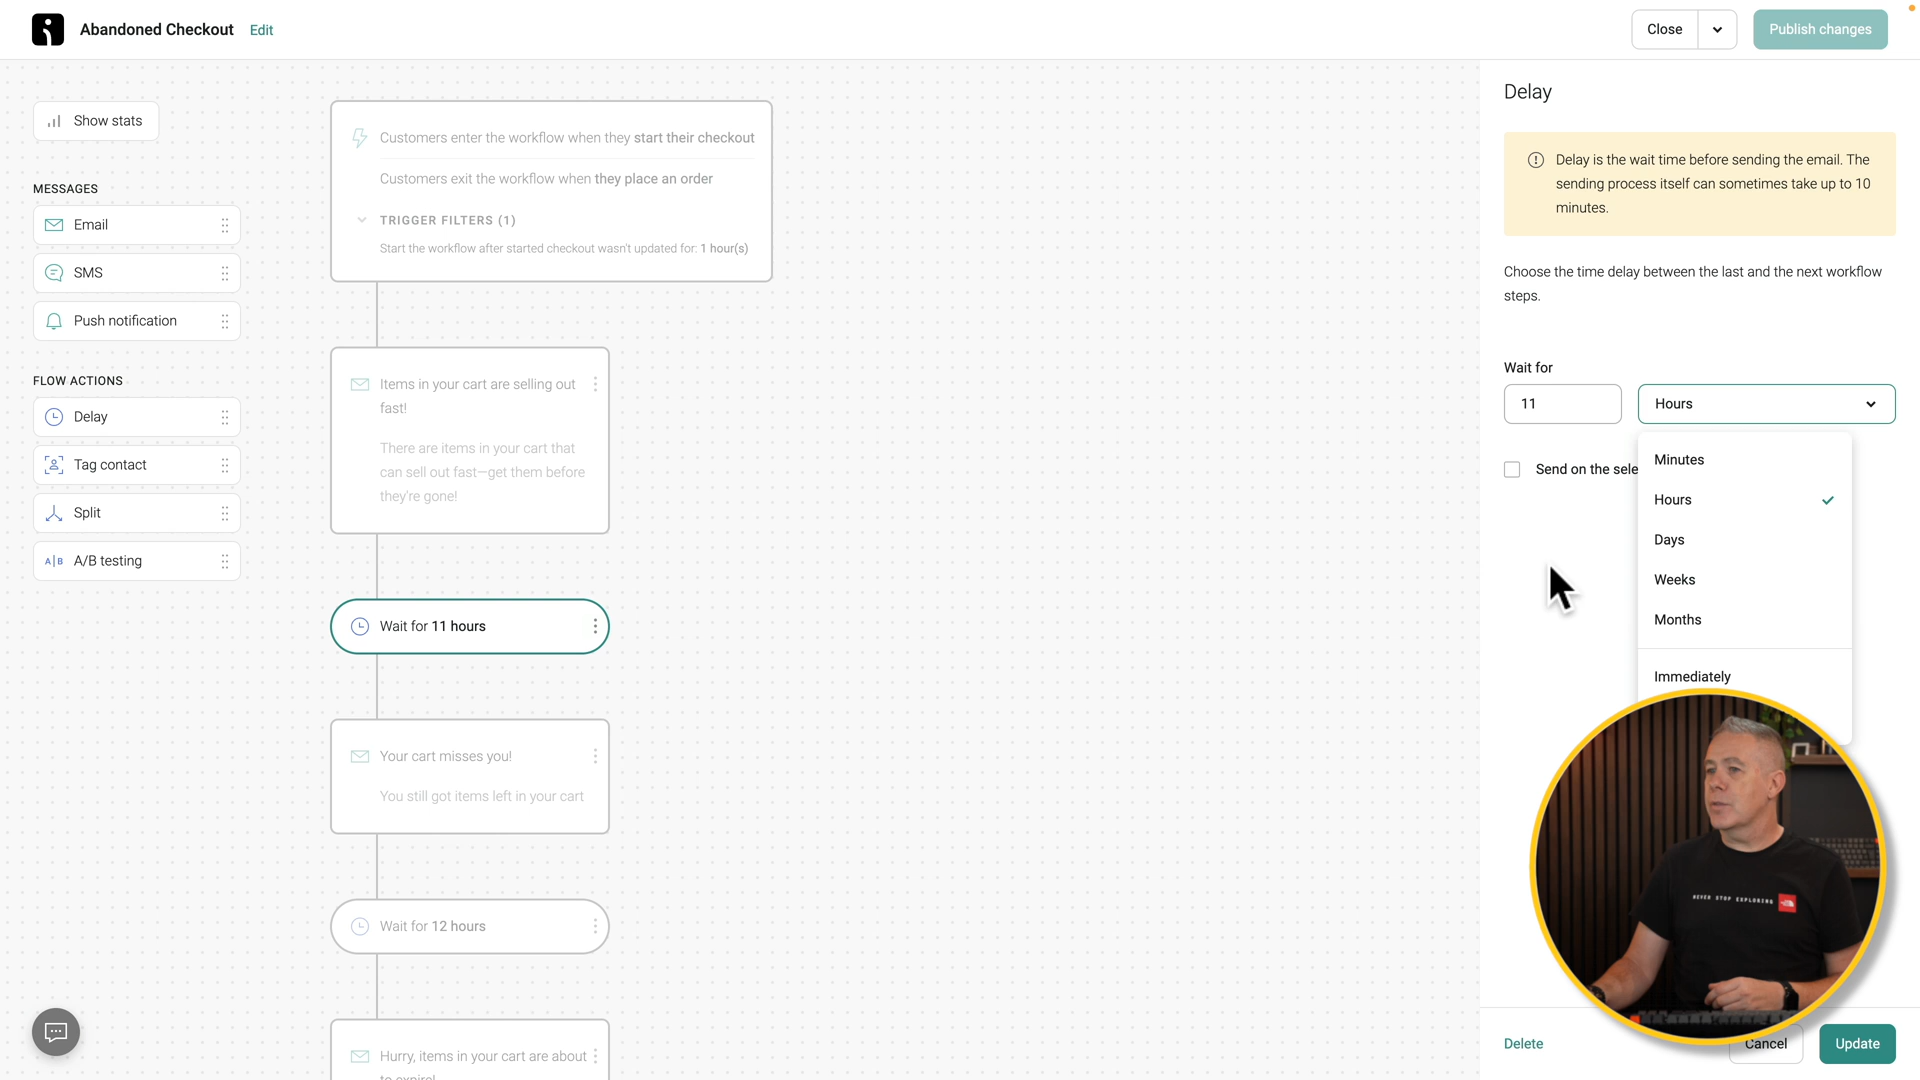 Abandoned Checkout Edit
Close
Publish changes
Show stats
MESSAGES
Email
SMS
Push notification
FLOW ACTIONS
Delay
Tag contact
Split
A|B A/B testing
Customers enter the workflow when they start their checkout
Customers exit the workflow when they place an order
TRIGGER FILTERS (1)
Start the workflow after started checkout wasn't updated for: 1 hour(s)
Items in your cart are selling out
fast!
There are items in your cart that
can sell out fast—get them before
they're gone!
Wait for 11 hours
Your cart misses you!
You still got items left in your cart
Wait for 12 hours
Hurry, items in your cart are about
to expire!
Delay
Delay is the wait time before sending the email. The
sending process itself can sometimes take up to 10
minutes.
Choose the time delay between the last and the next workflow
steps.
Wait for
11
Hours
Send on the sele
Minutes
Hours
Days
Weeks
Months
Immediately
NEVER STOP EXPLORING
Delete
Cancel
Update